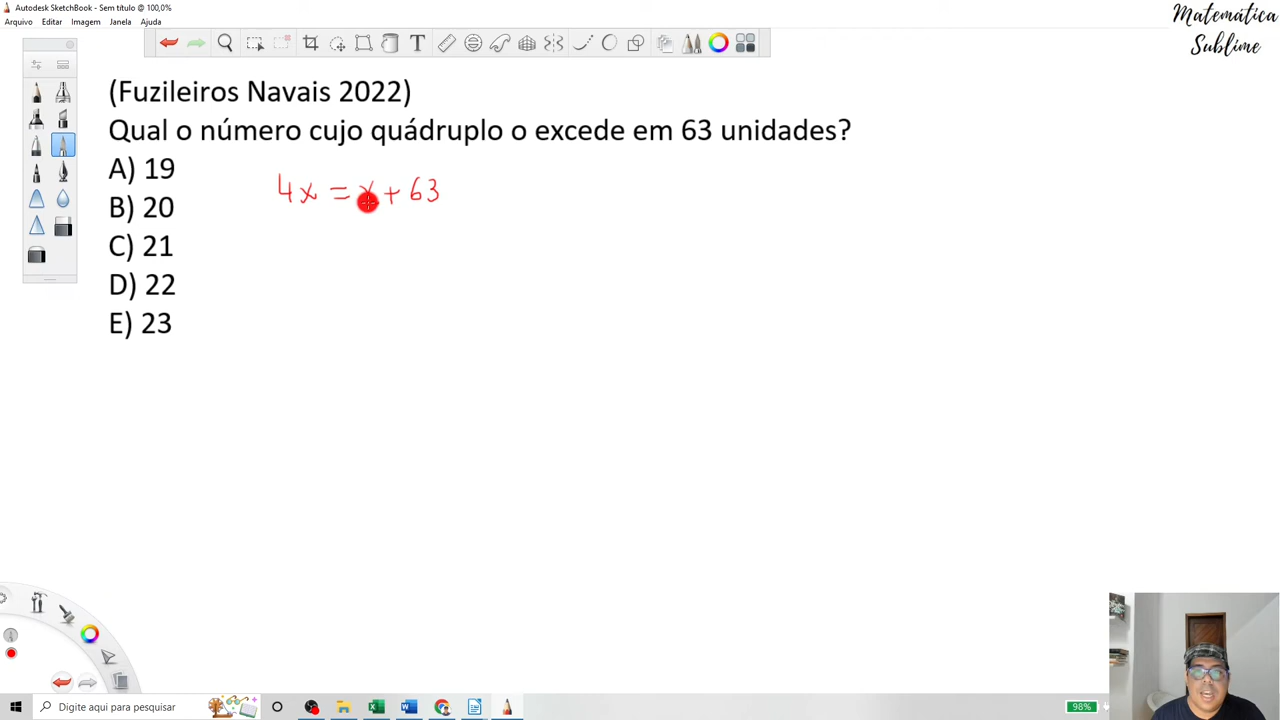 Autodesk SketchBook - Sem título @ 100,0%
Arquivo Editar Imagem Janela Ajuda
Matemática
Sublime
T
(Fuzileiros Navais 2022)
Qual o número cujo quádruplo o excede em 63 unidades?
A) 19
4x = x + 63
B) 20
C) 21
D) 22
E) 23
Digite aqui para pesquisar
98%